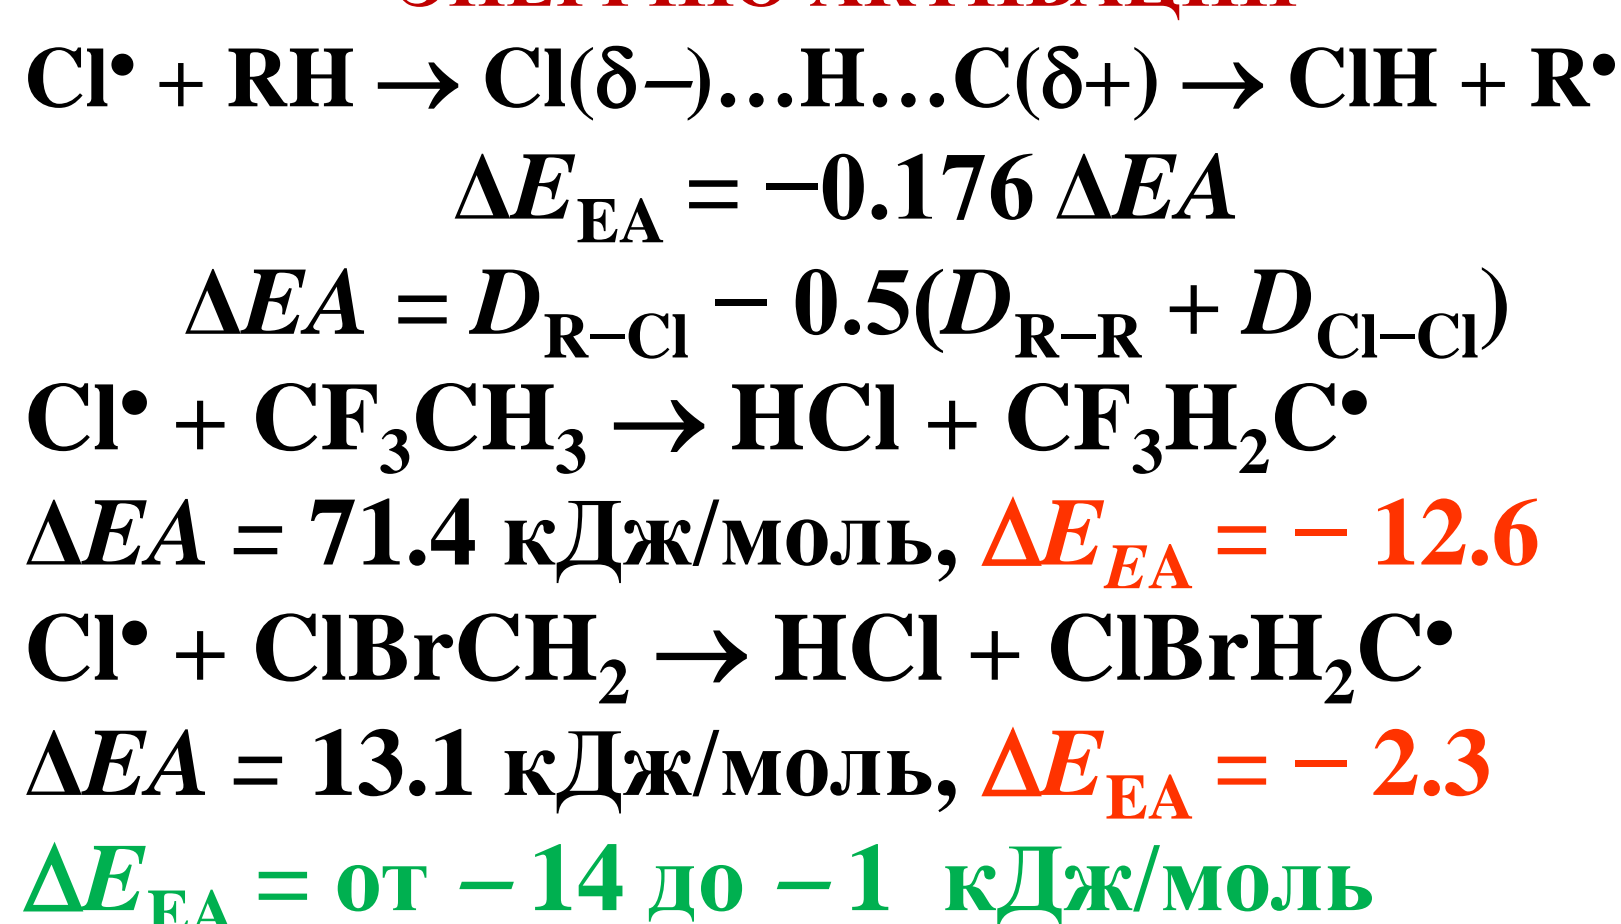 ЭНЕРГИЮ АКТИВАЦИИ
Cl• + RH → Cl(δ−)…H…C(δ+) → ClH + R•
ΔE_EA = −0.176 ΔEA
ΔEA = D_R−Cl − 0.5(D_R−R + D_Cl−Cl)
Cl• + CF₃CH₃ → HCl + CF₃H₂C•
ΔEA = 71.4 кДж/моль, ΔE_EA = − 12.6
Cl• + ClBrCH₂ → HCl + ClBrH₂C•
ΔEA = 13.1 кДж/моль, ΔE_EA = − 2.3
ΔE_EA = от − 14 до − 1 кДж/моль